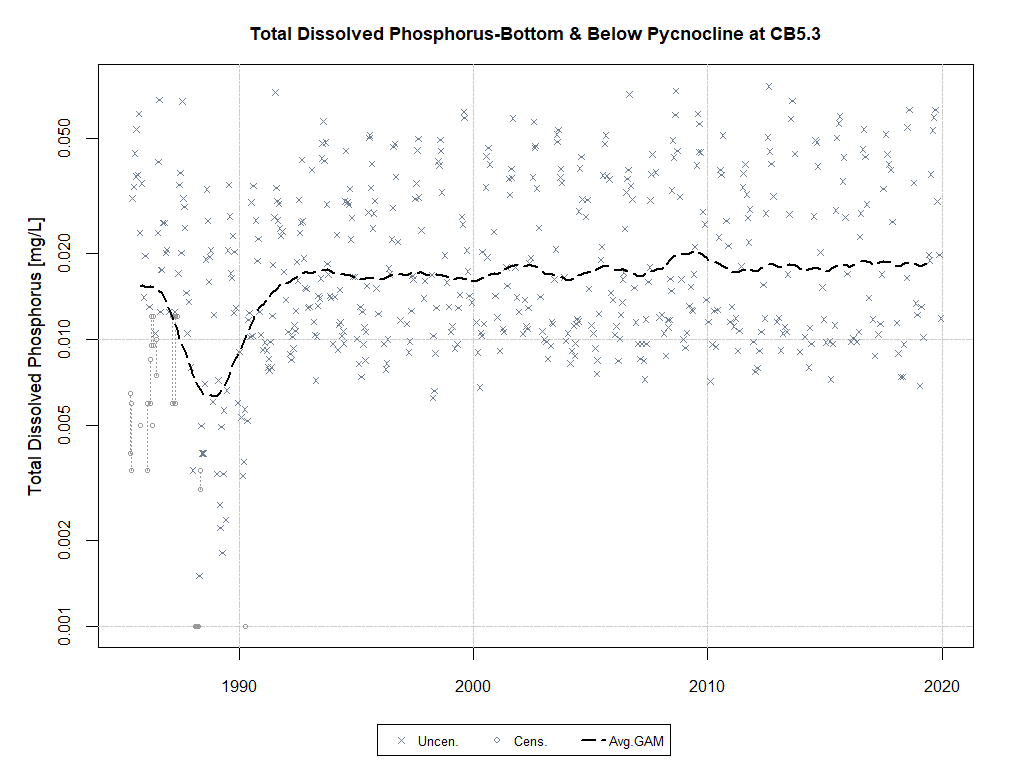 Total Dissolved Phosphorus-Bottom & Below Pycnocline at CB5.3
Total Dissolved Phosphorus [mg/L]
0.050
0.020
0.010
0.005
0.002
0.001
1990 2000 2010 2020
Uncen. Cens. Avg.GAM